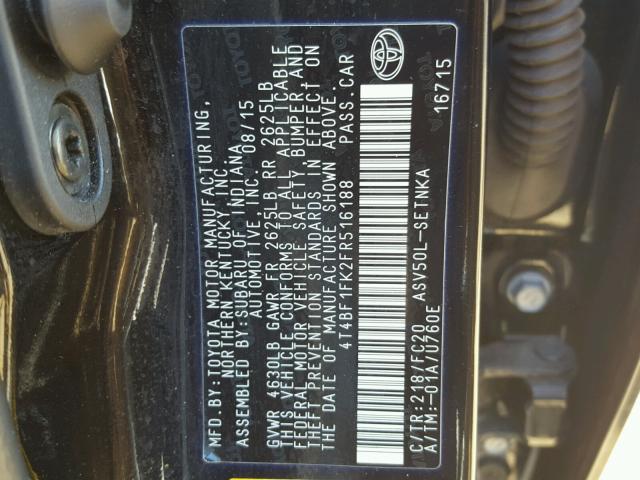 MFD.BY:TOYOTA MOTOR MANUFACTURING,
NORTHERN KENTUCKY INC.
ASSEMBLED BY:SUBARU OF INDIANA
AUTOMOTIVE, INC. 08/15
GVWR 4630LB GAWR FR 2625LB RR 2625LB
THIS VEHICLE CONFORMS TO ALL APPLICABLE
FEDERAL MOTOR VEHICLE SAFETY, BUMPER, AND
THEFT PREVENTION STANDARDS IN EFFECT ON
THE DATE OF MANUFACTURE SHOWN ABOVE.
4T4BF1FK2FR516188 PASS.CAR
C/TR:218/FC20 ASV50L-SETNKA
A/TM:-01A/U760E 16715